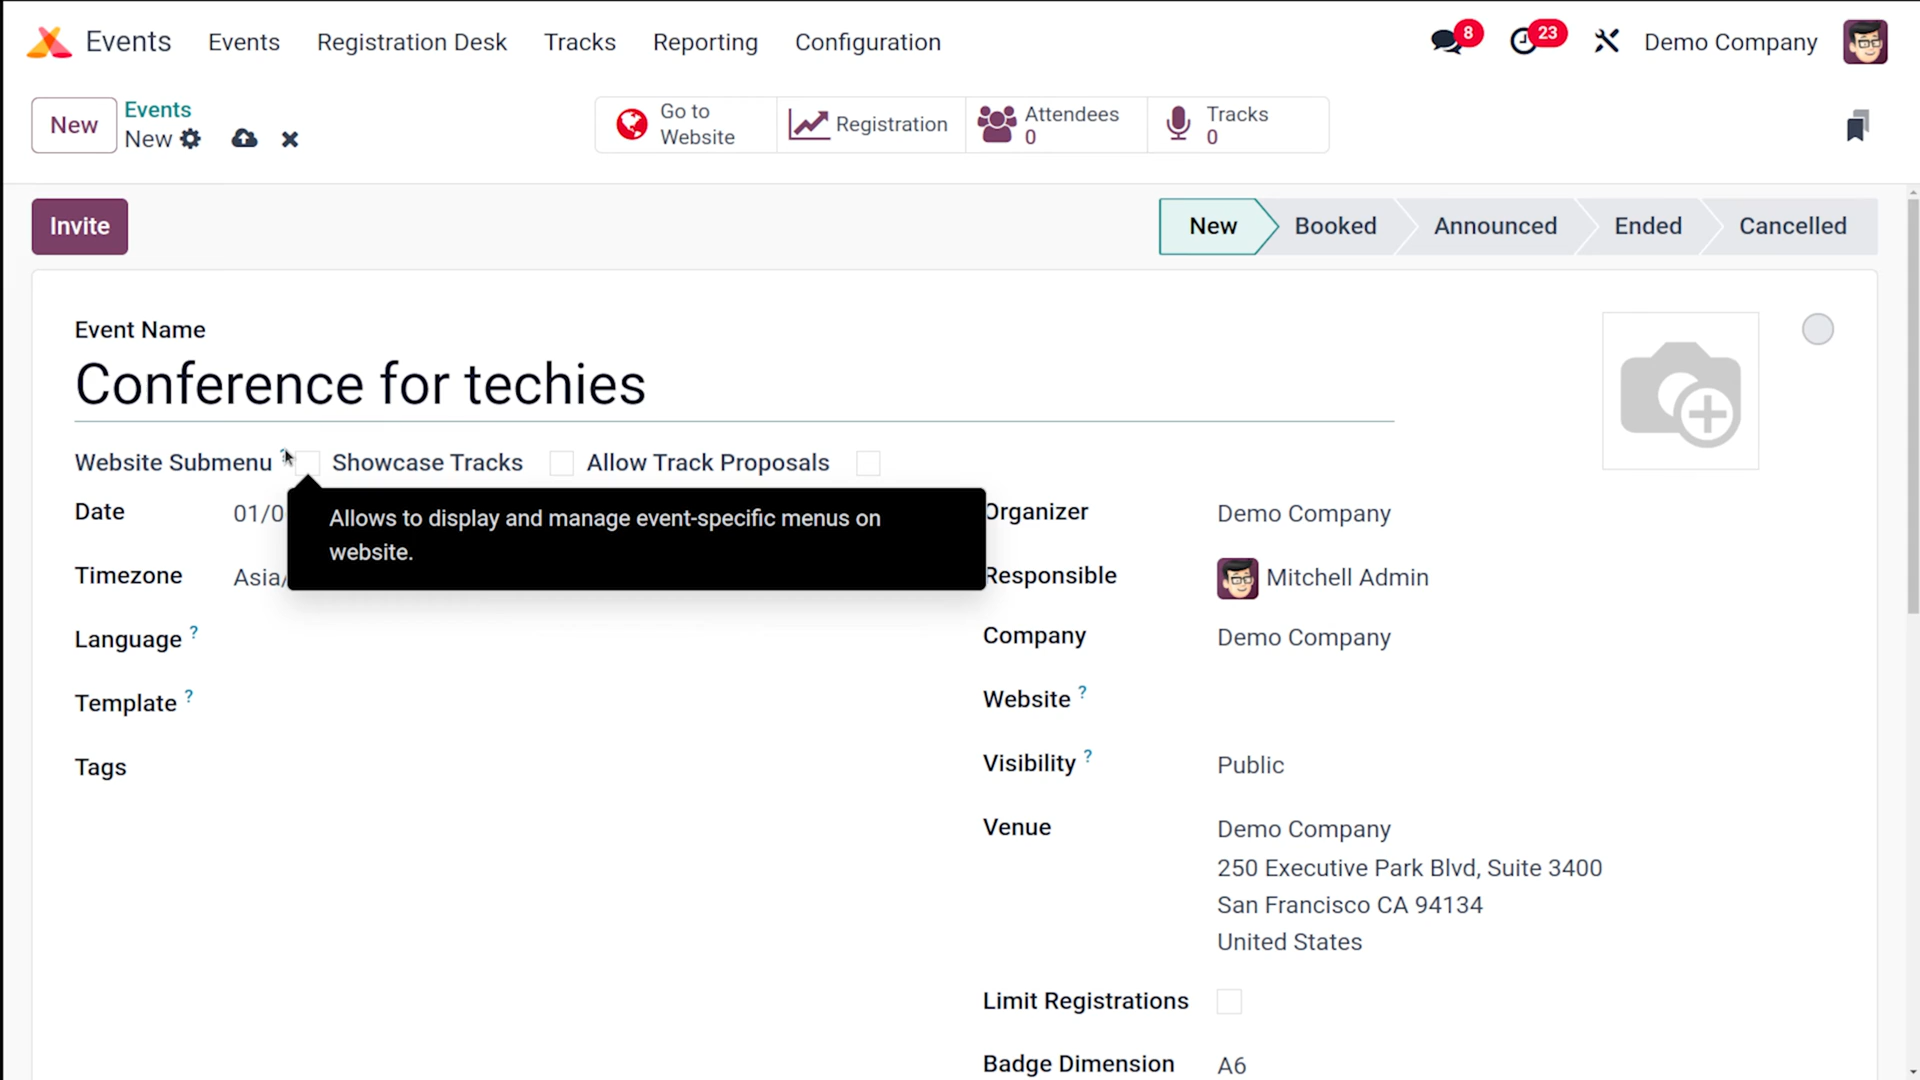 Events Events Registration Desk Tracks Reporting Configuration 8 23 Demo Company
New Events
New
Go to
Website
Registration
Attendees
0
Tracks
0
Invite
New Booked Announced Ended Cancelled
Event Name
Conference for techies
Website Submenu ? Showcase Tracks Allow Track Proposals
Allows to display and manage event-specific menus on
website.
Date 01/0
Timezone Asia/
Language ?
Template ?
Tags
Organizer Demo Company
Responsible Mitchell Admin
Company Demo Company
Website ?
Visibility ? Public
Venue Demo Company
250 Executive Park Blvd, Suite 3400
San Francisco CA 94134
United States
Limit Registrations
Badge Dimension A6